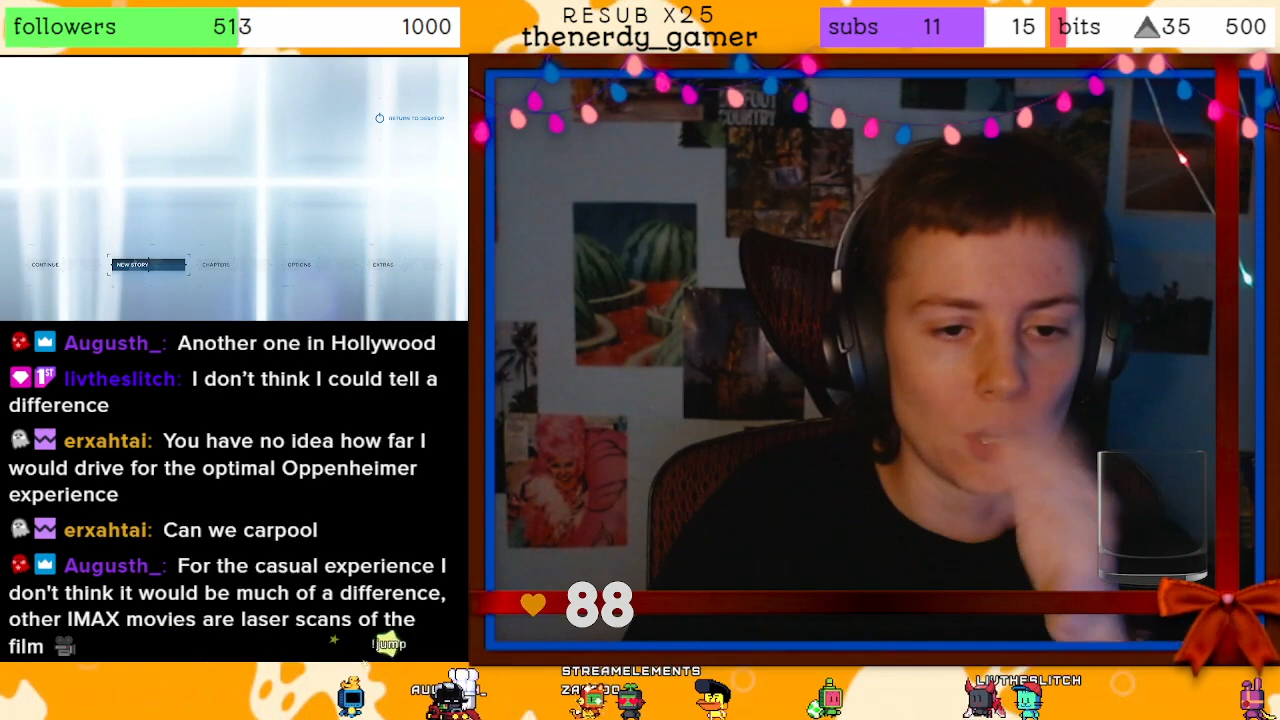 followers 513 1000
RESUB X25
thenerdy_gamer
subs 11 15
bits 35 500
RETURN TO DESKTOP
CONTINUE
NEW STORY
CHAPTERS
OPTIONS
EXTRAS
COUNTRY
Augusth_: Another one in Hollywood
livtheslitch: I don't think I could tell a
difference
erxahtai: You have no idea how far I
would drive for the optimal Oppenheimer
experience
erxahtai: Can we carpool
Augusth_: For the casual experience I
don't think it would be much of a difference,
other IMAX movies are laser scans of the
film
!jump
88
STREAMELEMENTS
LIVTHESLITCH